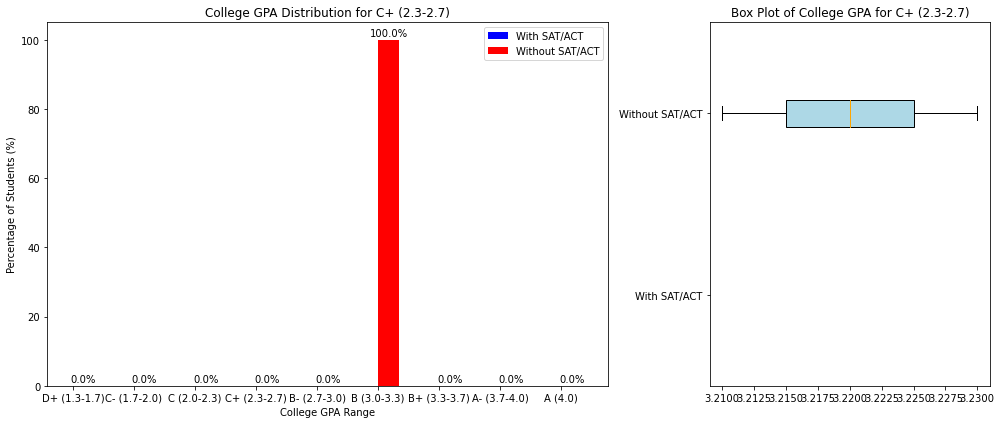 College GPA Distribution for C+ (2.3-2.7)
With SAT/ACT
Without SAT/ACT
100.0%
100
80
60
40
20
0
Percentage of Students (%)
0.0% 0.0% 0.0% 0.0% 0.0% 0.0% 0.0% 0.0%
D+ (1.3-1.7) C- (1.7-2.0) C (2.0-2.3) C+ (2.3-2.7) B- (2.7-3.0) B (3.0-3.3) B+ (3.3-3.7) A- (3.7-4.0) A (4.0)
College GPA Range
Box Plot of College GPA for C+ (2.3-2.7)
Without SAT/ACT
With SAT/ACT
3.2100 3.2125 3.2150 3.2175 3.2200 3.2225 3.2250 3.2275 3.2300